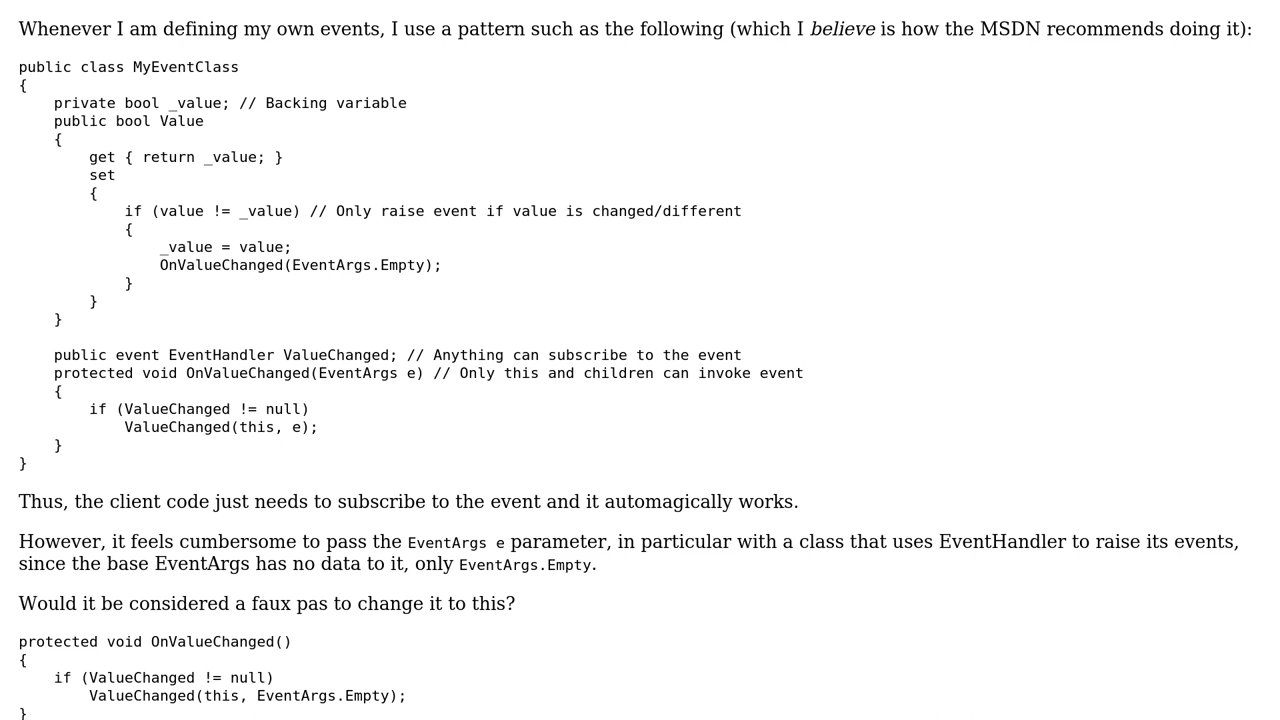 Whenever I am defining my own events, I use a pattern such as the following (which I believe is how the MSDN recommends doing it):
public class MyEventClass
{
    private bool _value; // Backing variable
    public bool Value
    {
        get { return _value; }
        set
        {
            if (value != _value) // Only raise event if value is changed/different
            {
                _value = value;
                OnValueChanged(EventArgs.Empty);
            }
        }
    }

    public event EventHandler ValueChanged; // Anything can subscribe to the event
    protected void OnValueChanged(EventArgs e) // Only this and children can invoke event
    {
        if (ValueChanged != null)
            ValueChanged(this, e);
    }
}
Thus, the client code just needs to subscribe to the event and it automagically works.
However, it feels cumbersome to pass the EventArgs e parameter, in particular with a class that uses EventHandler to raise its events,
since the base EventArgs has no data to it, only EventArgs.Empty.
Would it be considered a faux pas to change it to this?
protected void OnValueChanged()
{
    if (ValueChanged != null)
        ValueChanged(this, EventArgs.Empty);
}